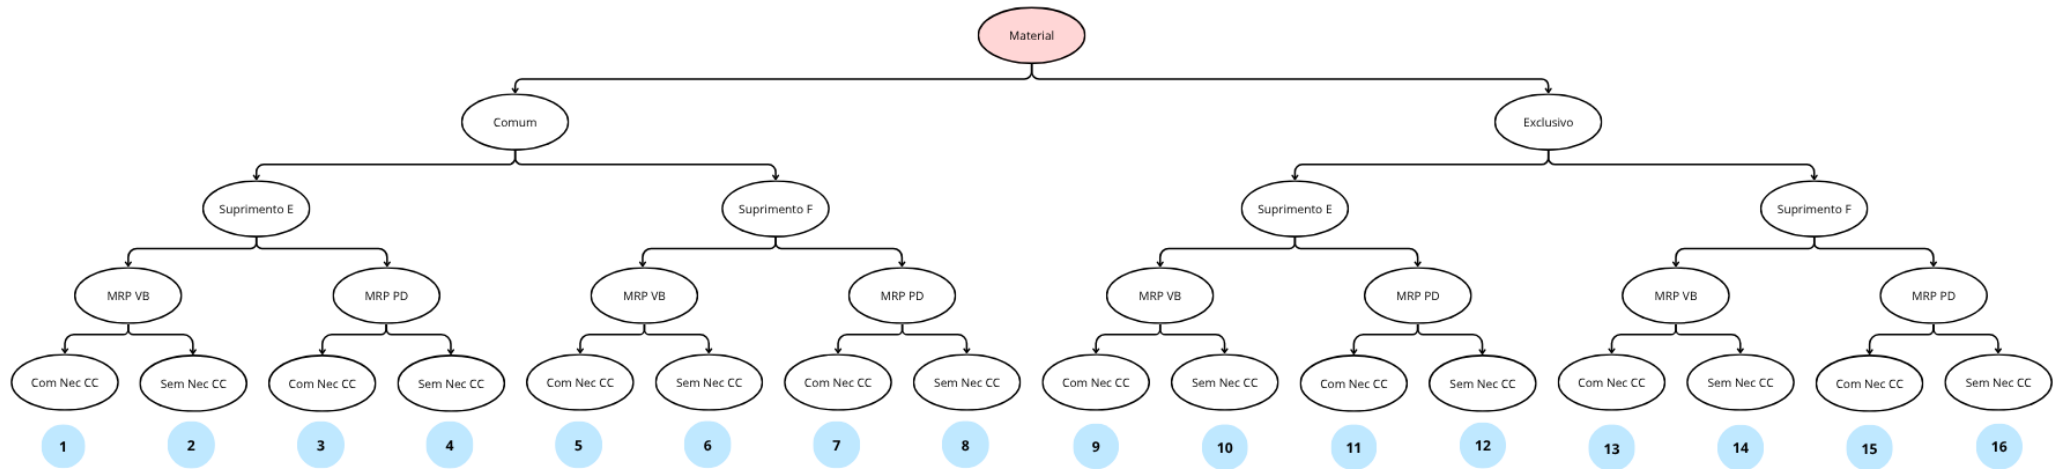 Material
Comum
Exclusivo
Suprimento E
Suprimento F
Suprimento E
Suprimento F
MRP VB
MRP PD
MRP VB
MRP PD
MRP VB
MRP PD
MRP VB
MRP PD
Com Nec CC
Sem Nec CC
Com Nec CC
Sem Nec CC
Com Nec CC
Sem Nec CC
Com Nec CC
Sem Nec CC
Com Nec CC
Sem Nec CC
Com Nec CC
Sem Nec CC
Com Nec CC
Sem Nec CC
Com Nec CC
Sem Nec CC
1
2
3
4
5
6
7
8
9
10
11
12
13
14
15
16